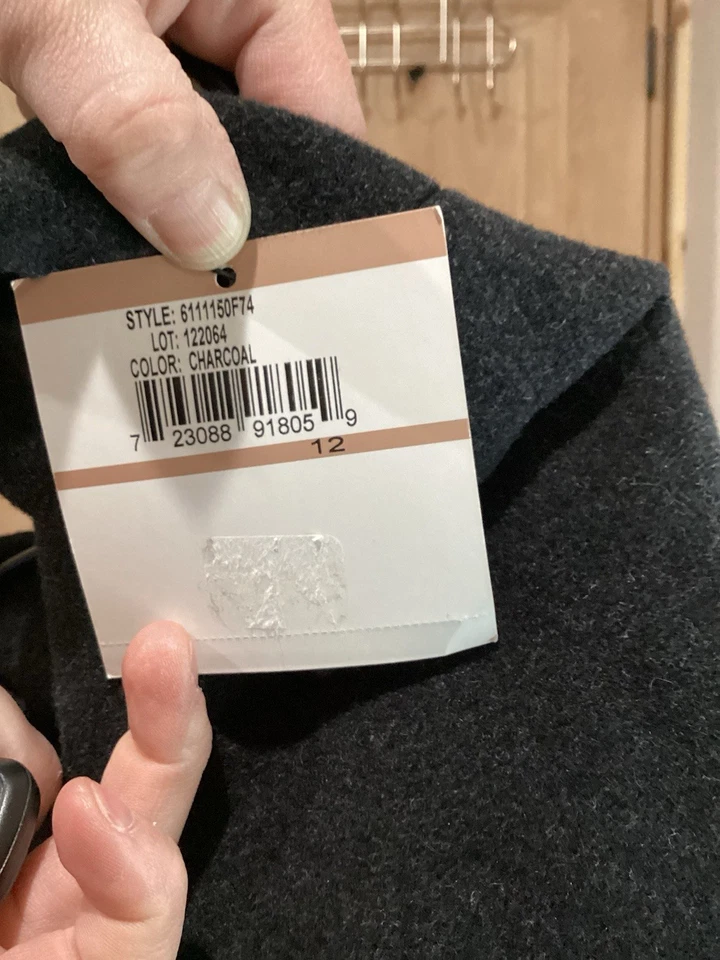 STYLE: 6111150F74
LOT: 122064
COLOR: CHARCOAL
7 23088 91805 9
12